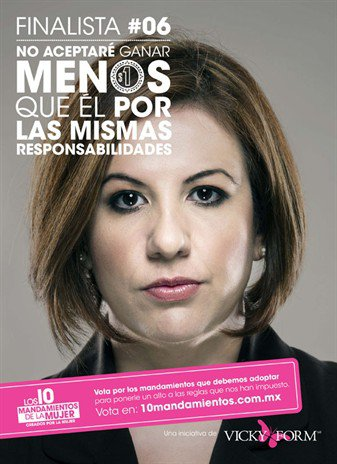 FINALISTA #06
NO ACEPTARÉ GANAR
MENOS
$1
QUE ÉL POR
LAS MISMAS
RESPONSABILIDADES
LOS 10
MANDAMIENTOS
DE LA MUJER
CREADOS POR LA MUJER
Vota por los mandamientos que debemos adoptar
para ponerle un alto a las reglas que nos han impuesto.
Vota en: 10mandamientos.com.mx
Una iniciativa de VICKY FORM